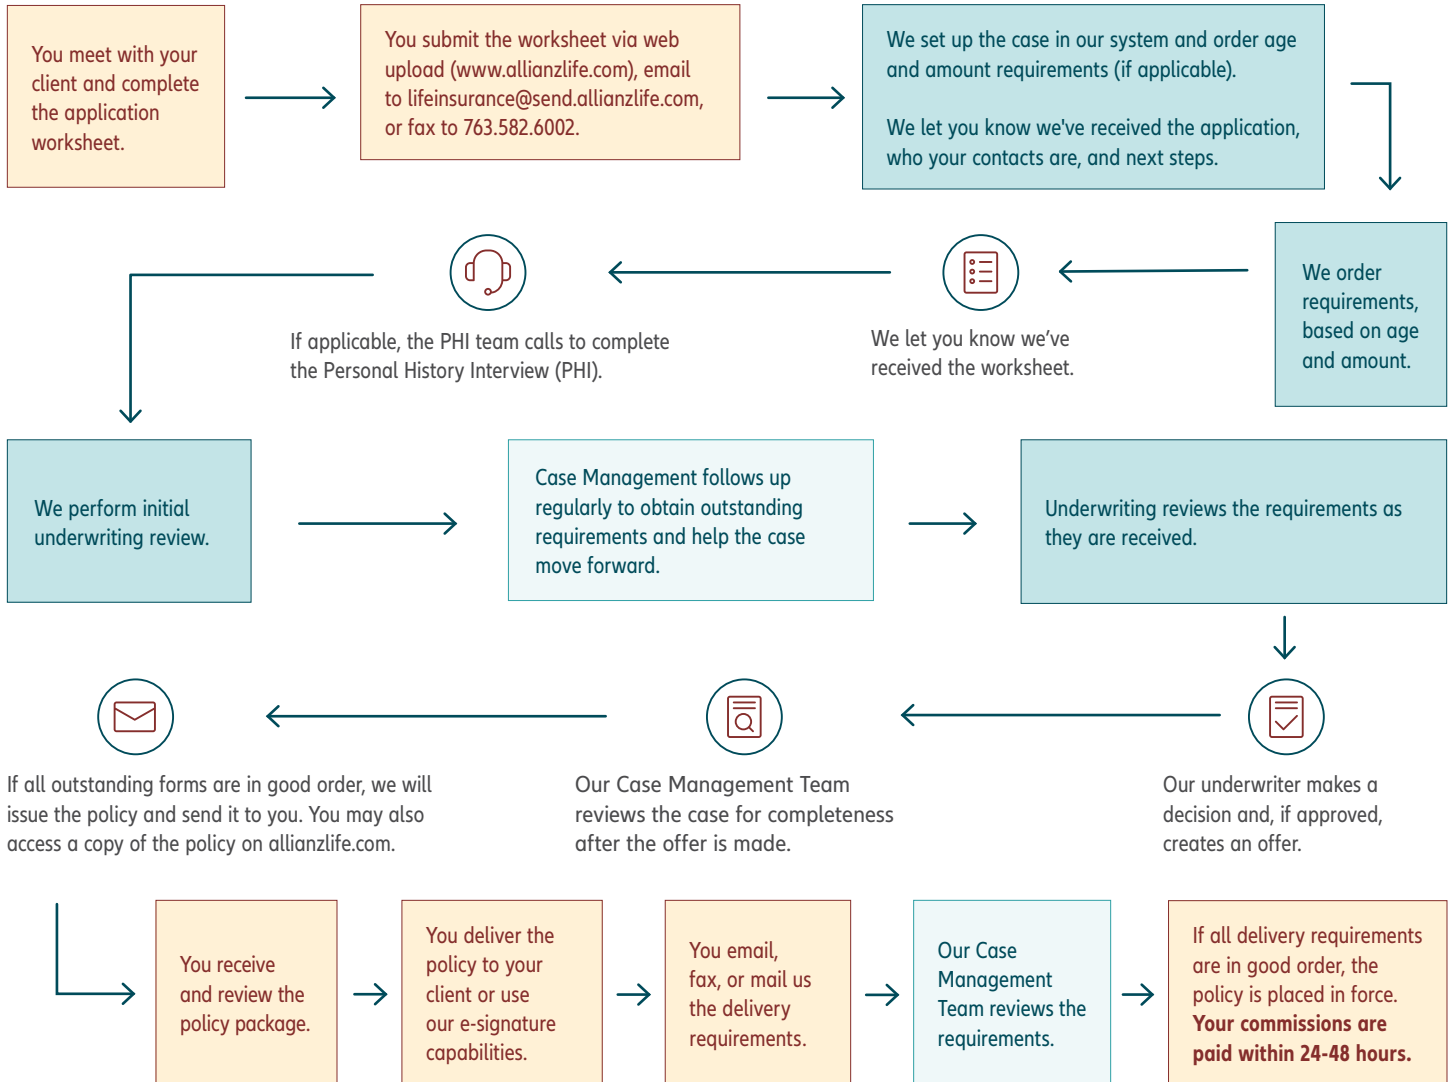 You meet with your
client and complete
the application
worksheet.
You submit the worksheet via web
upload (www.allianzlife.com), email
to lifeinsurance@send.allianzlife.com,
or fax to 763.582.6002.
We set up the case in our system and order age
and amount requirements (if applicable).
We let you know we've received the application,
who your contacts are, and next steps.
We order
requirements,
based on age
and amount.
We let you know we’ve
received the worksheet.
If applicable, the PHI team calls to complete
the Personal History Interview (PHI).
We perform initial
underwriting review.
Case Management follows up
regularly to obtain outstanding
requirements and help the case
move forward.
Underwriting reviews the requirements as
they are received.
Our underwriter makes a
decision and, if approved,
creates an offer.
Our Case Management Team
reviews the case for completeness
after the offer is made.
If all outstanding forms are in good order, we will
issue the policy and send it to you. You may also
access a copy of the policy on allianzlife.com.
You receive
and review the
policy package.
You deliver the
policy to your
client or use
our e-signature
capabilities.
You email,
fax, or mail us
the delivery
requirements.
Our Case
Management
Team reviews the
requirements.
If all delivery requirements
are in good order, the
policy is placed in force.
Your commissions are
paid within 24-48 hours.